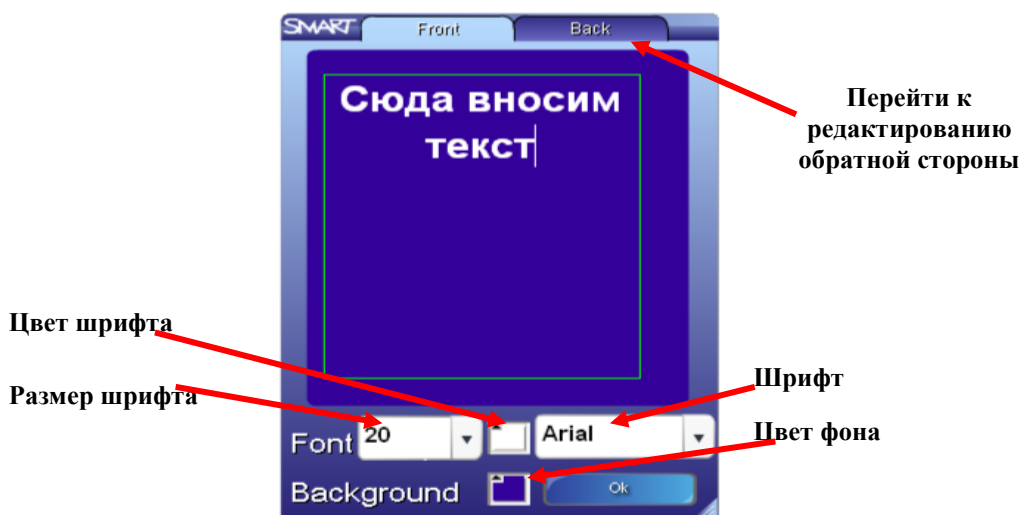 SMART Front Back
Сюда вносим
текст
Перейти к
редактированию
обратной стороны
Цвет шрифта
Размер шрифта
Шрифт
Цвет фона
Font 20 Arial
Background Ok